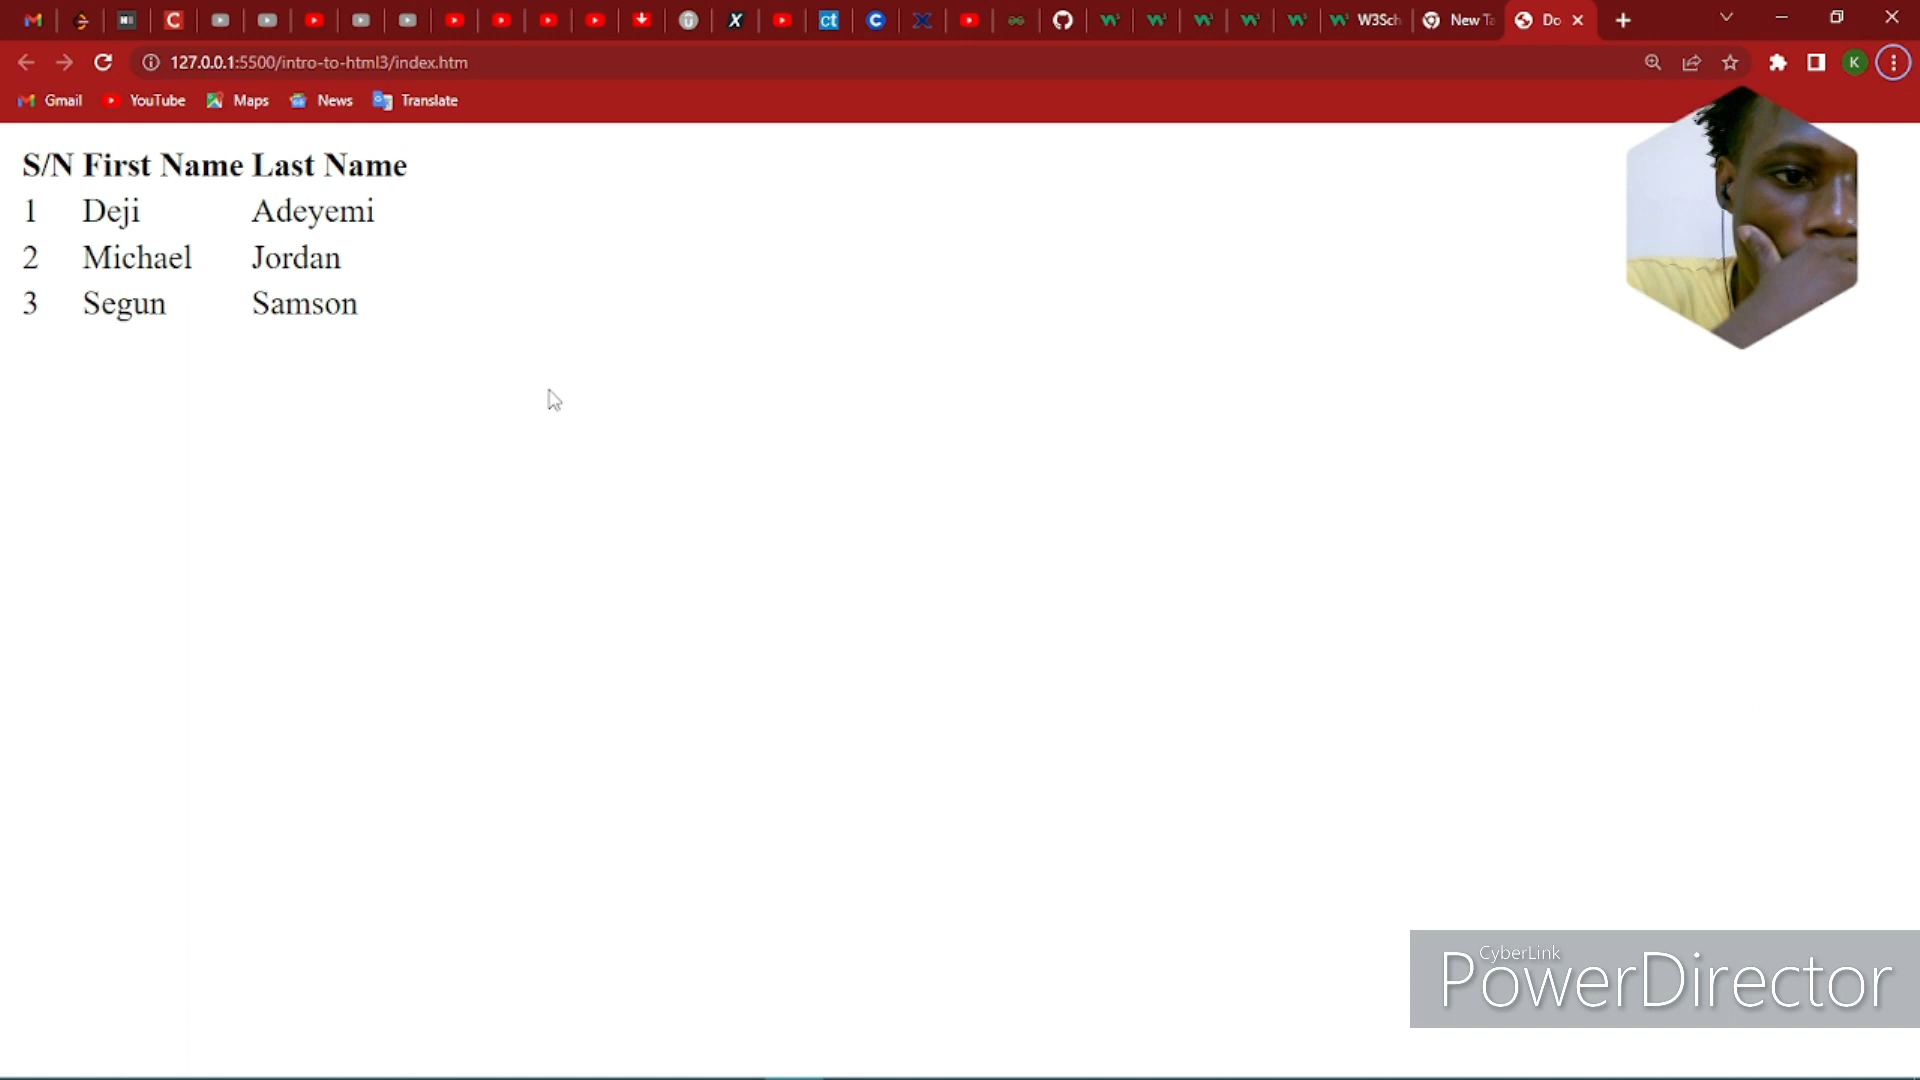 W3Sch
New Ta
Do
127.0.0.1:5500/intro-to-html3/index.htm
K
Gmail
YouTube
Maps
News
Translate
S/N First Name Last Name
1 Deji Adeyemi
2 Michael Jordan
3 Segun Samson
CyberLink
PowerDirector